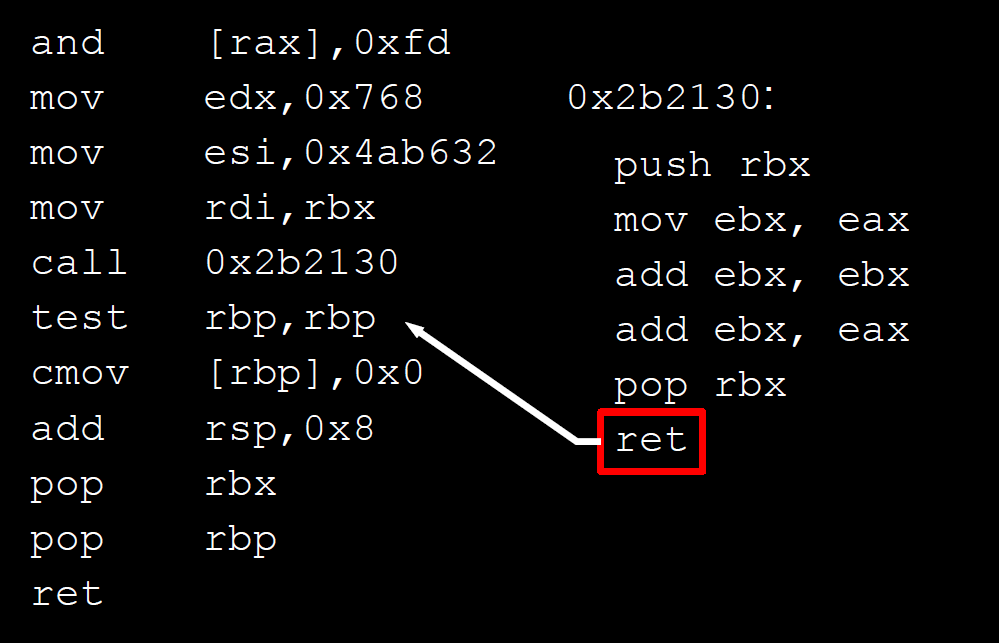 and [rax],0xfd
mov edx,0x768
mov esi,0x4ab632
mov rdi,rbx
call 0x2b2130
test rbp,rbp
cmov [rbp],0x0
add rsp,0x8
pop rbx
pop rbp
ret
0x2b2130:
push rbx
mov ebx, eax
add ebx, ebx
add ebx, eax
pop rbx
ret